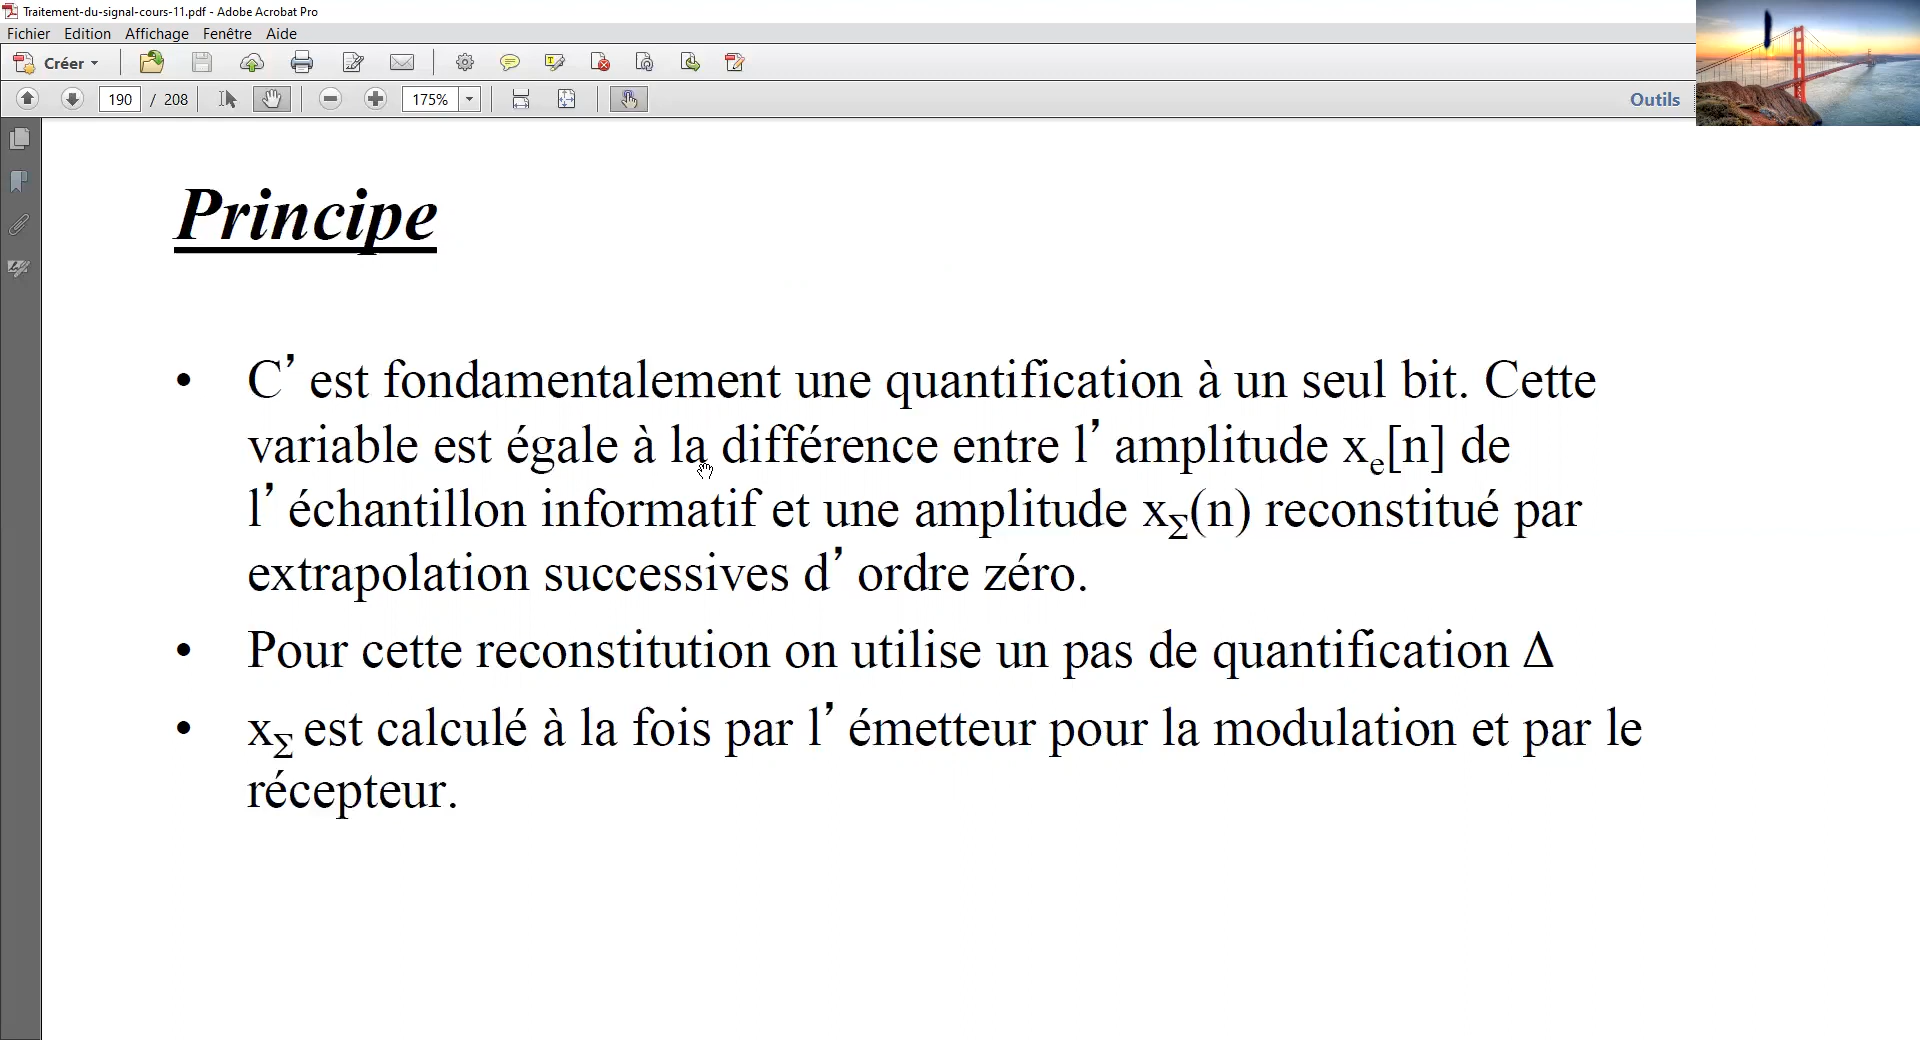 Traitement-du-signal-cours-11.pdf - Adobe Acrobat Pro
Fichier Edition Affichage Fenêtre Aide
Créer
190 / 208 175% Outils
Principe
• C’ est fondamentalement une quantification à un seul bit. Cette
variable est égale à la différence entre l’ amplitude xe[n] de
l’ échantillon informatif et une amplitude xΣ(n) reconstitué par
extrapolation successives d’ ordre zéro.
• Pour cette reconstitution on utilise un pas de quantification Δ
• xΣ est calculé à la fois par l’ émetteur pour la modulation et par le
récepteur.